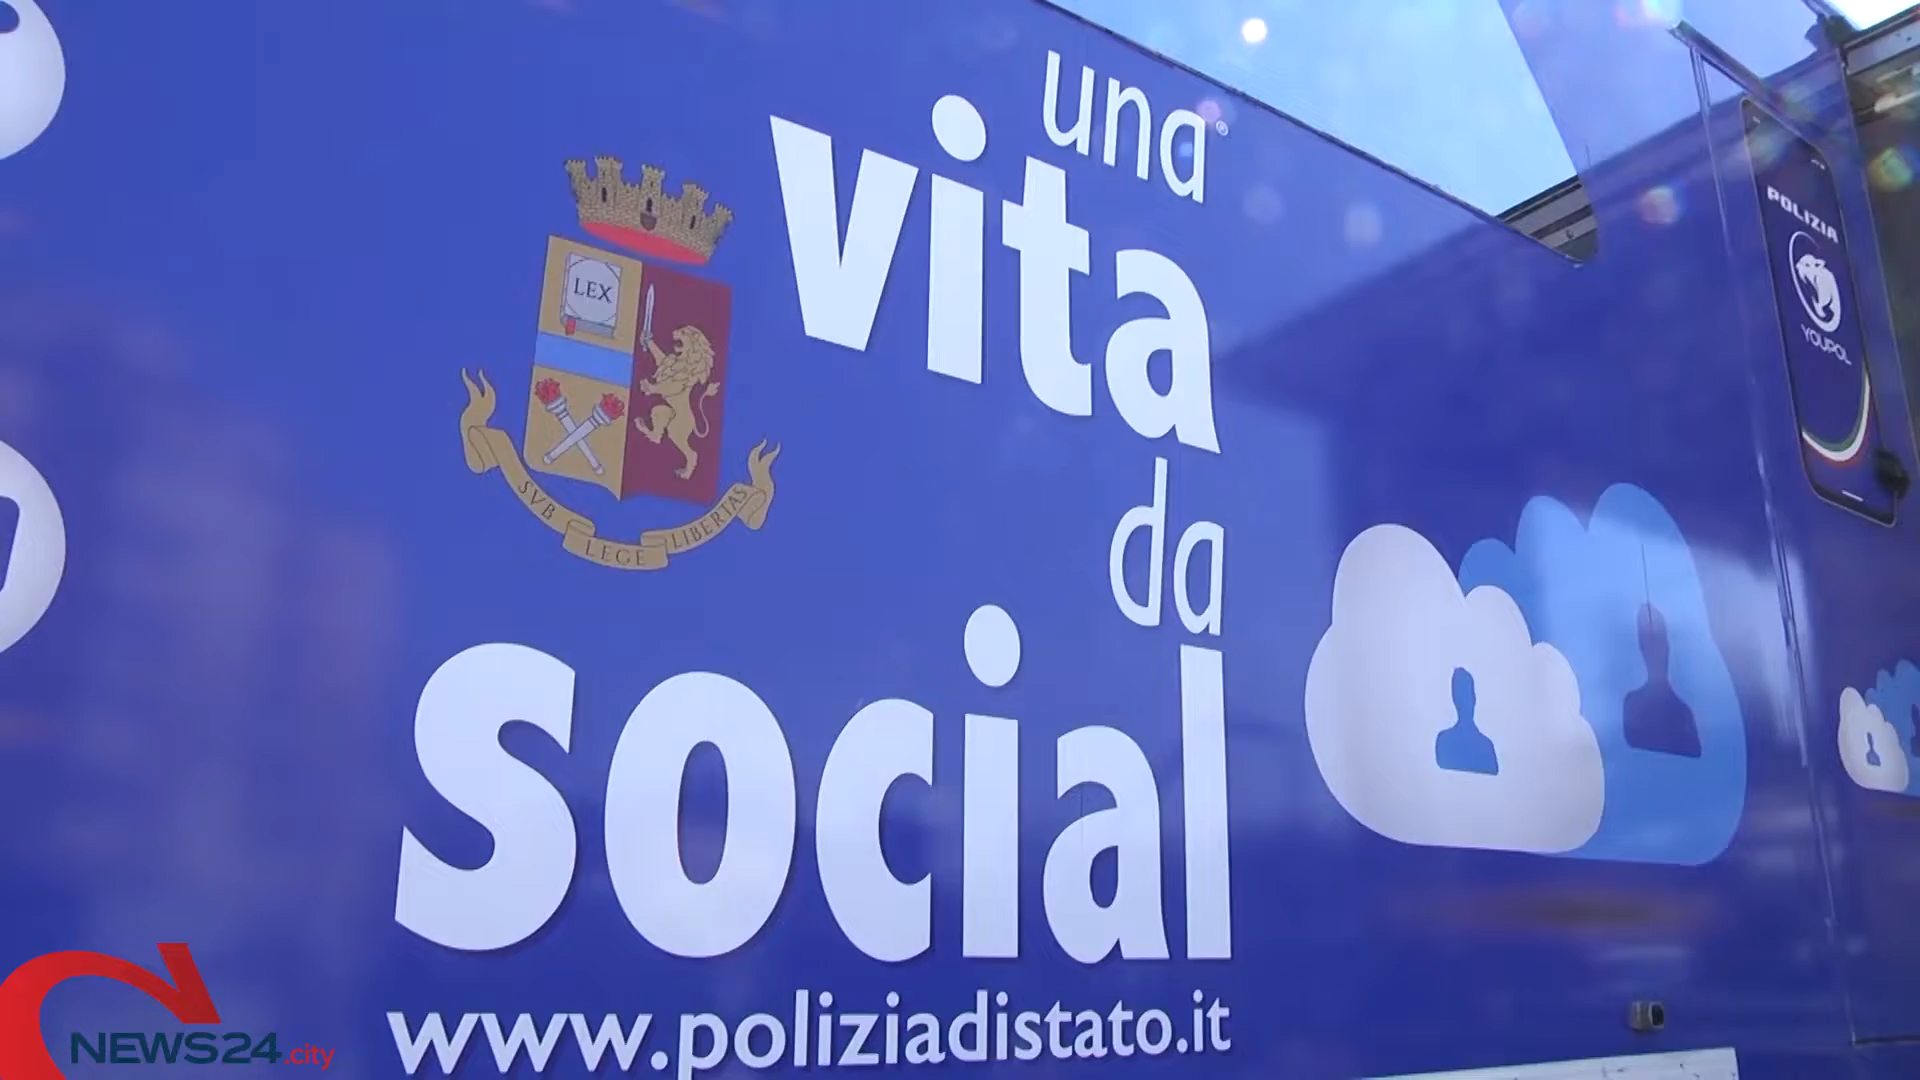 una®
vita
da
social
LEX
SVB LEGE LIBERTAS
www.poliziadistato.it
POLIZIA
YOUPOL
NEWS24.city